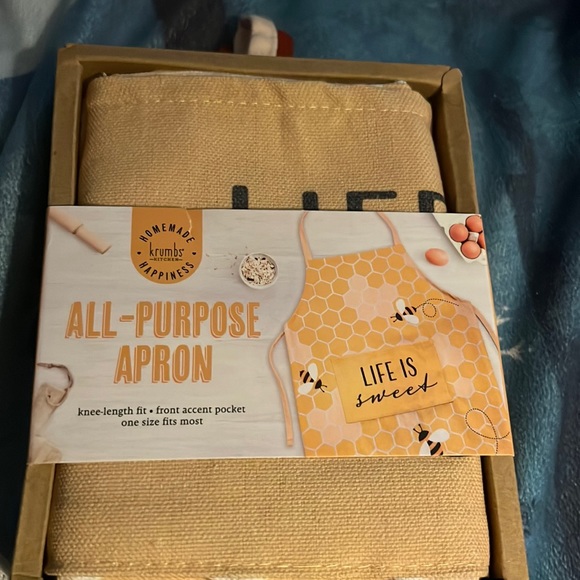 LIFE
HOMEMADE
krumbs
KITCHEN
HAPPINESS
ALL-PURPOSE
APRON
knee-length fit • front accent pocket
one size fits most
LIFE IS
sweet